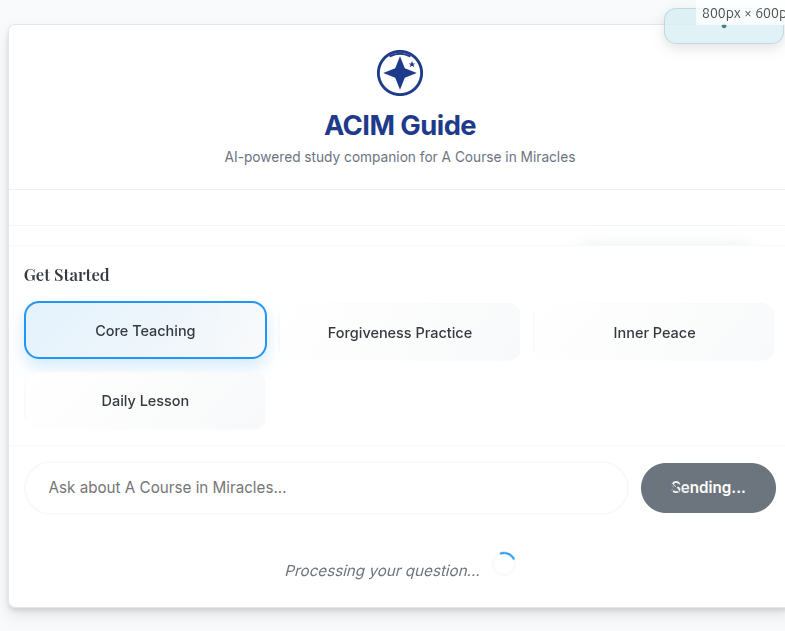 800px × 600p
ACIM Guide
AI-powered study companion for A Course in Miracles
Get Started
Core Teaching
Forgiveness Practice
Inner Peace
Daily Lesson
Ask about A Course in Miracles...
Sending...
Processing your question...